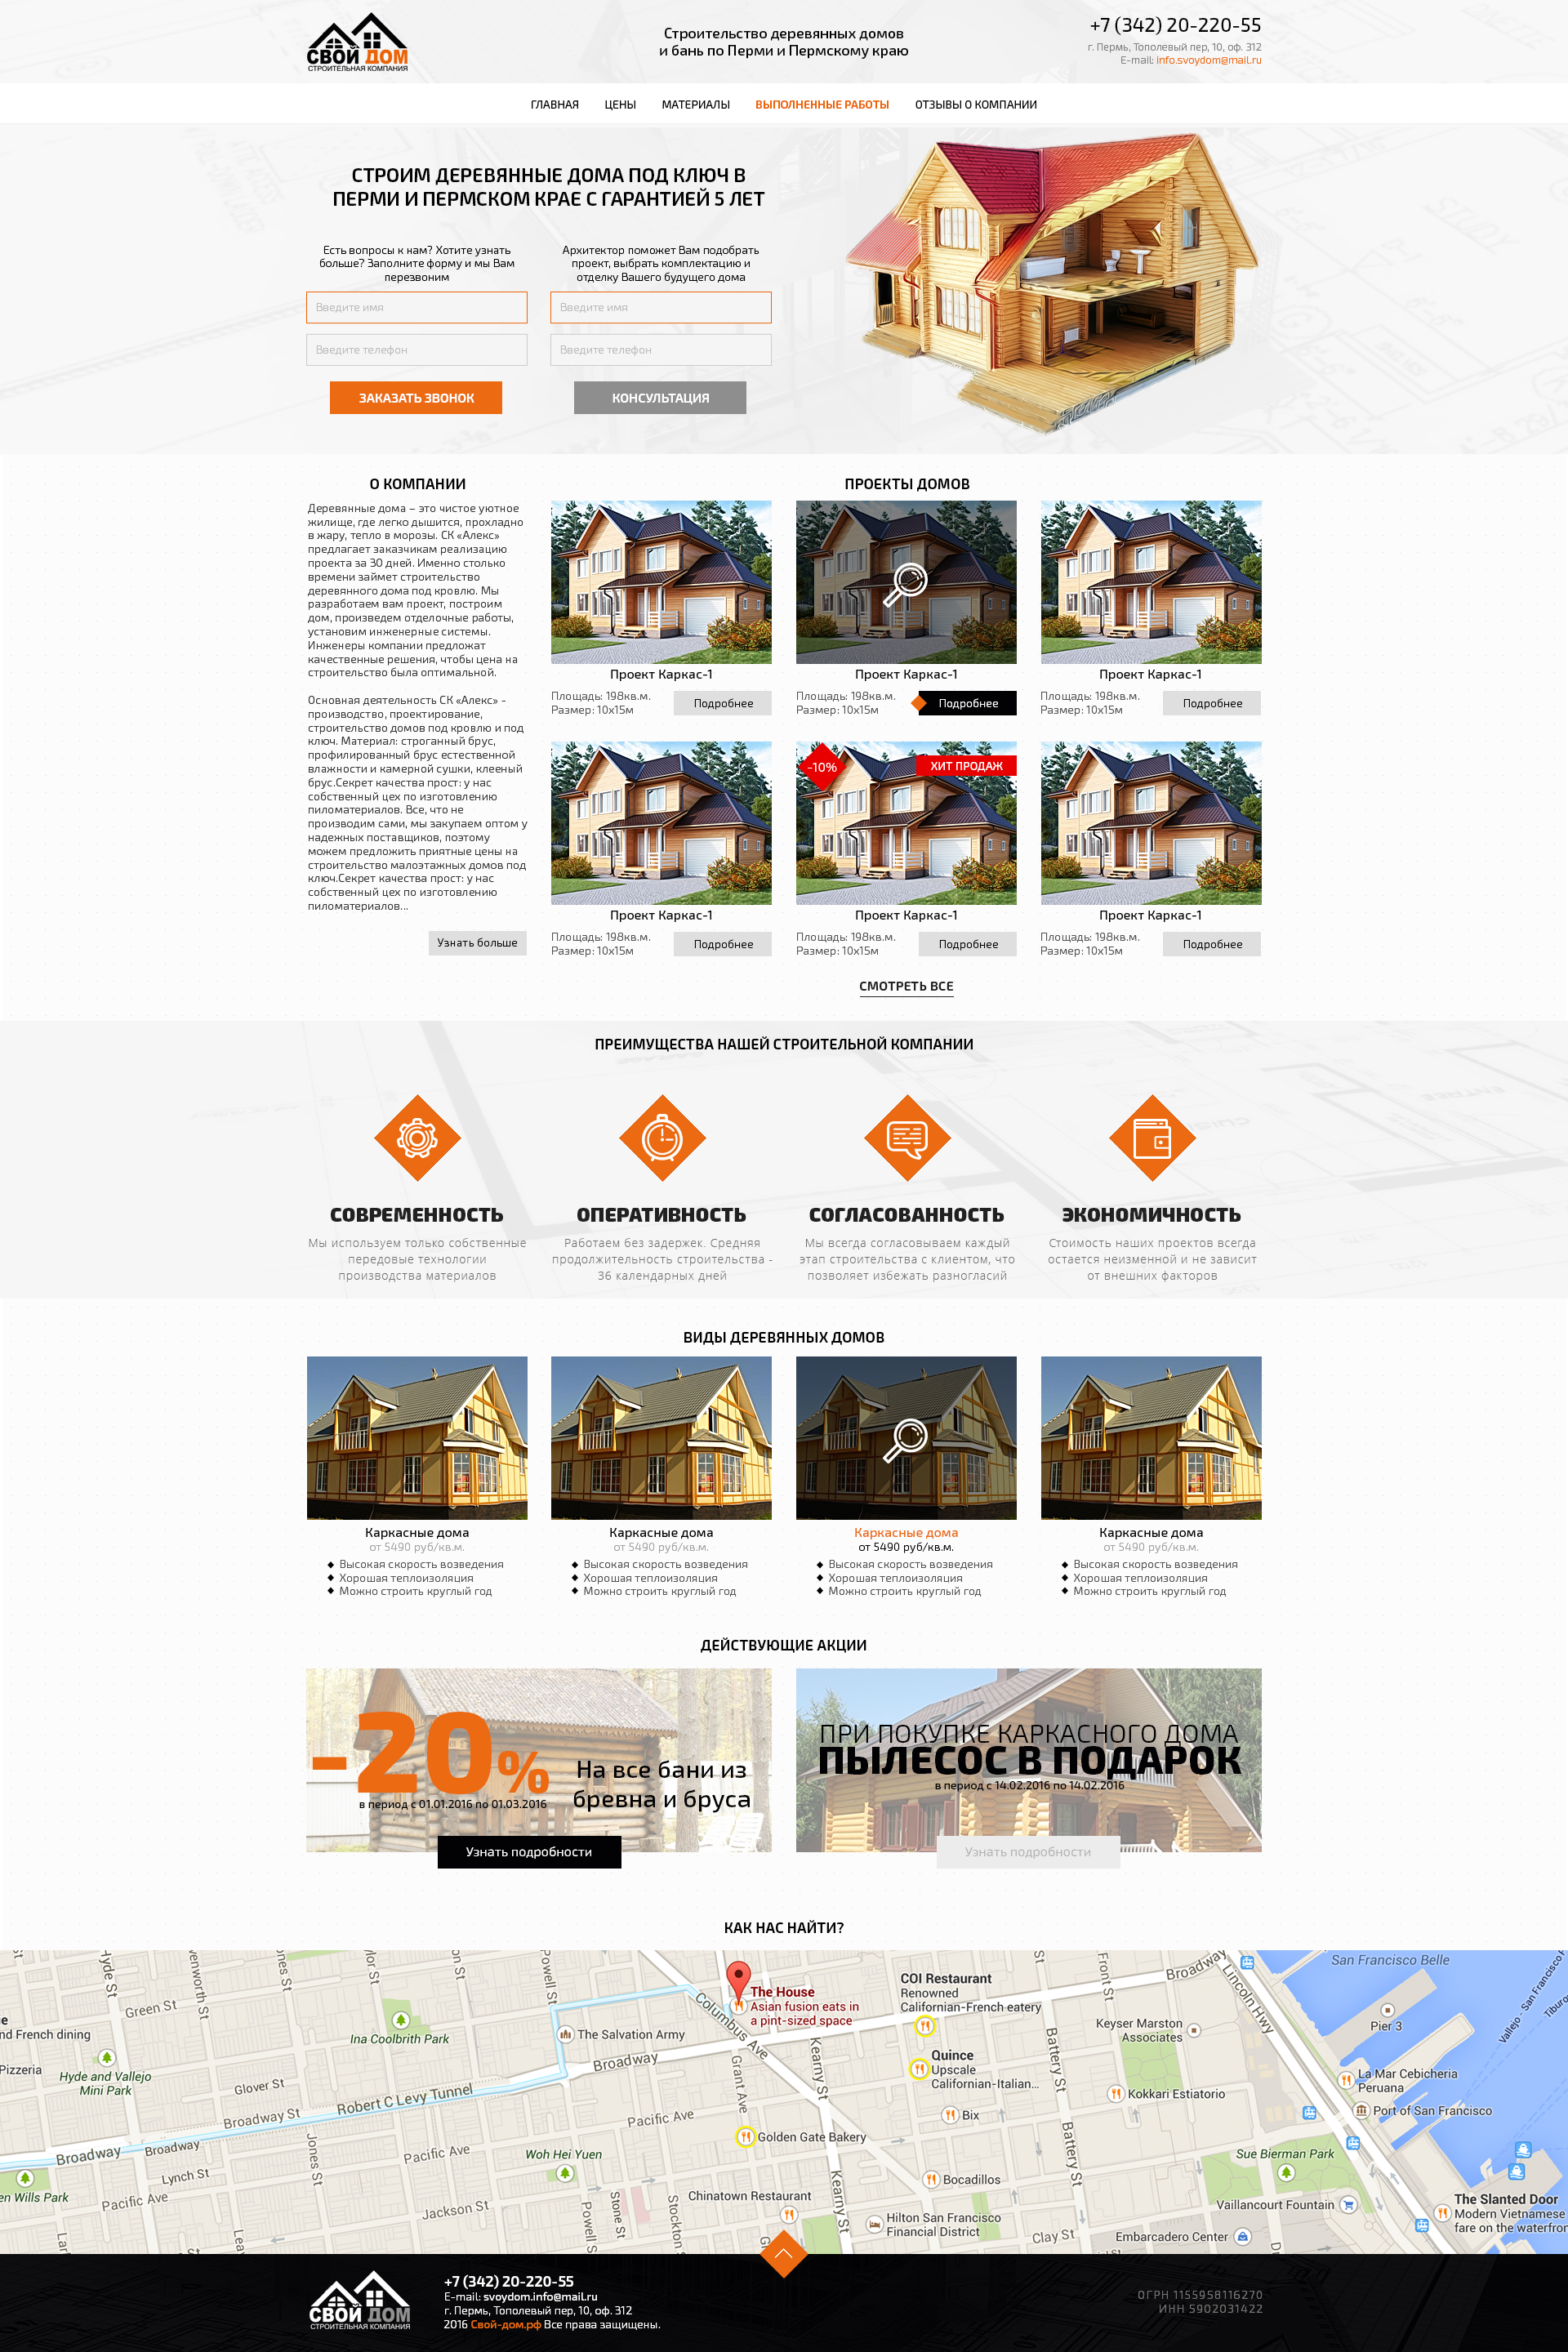 СВОЙ ДОМ
СТРОИТЕЛЬНАЯ КОМПАНИЯ
Строительство деревянных домов
и бань по Перми и Пермскому краю
+7 (342) 20-220-55
г. Пермь, Тополевый пер, 10, оф. 312
E-mail: info.svoydom@mail.ru
ГЛАВНАЯ ЦЕНЫ МАТЕРИАЛЫ ВЫПОЛНЕННЫЕ РАБОТЫ ОТЗЫВЫ О КОМПАНИИ
СТРОИМ ДЕРЕВЯННЫЕ ДОМА ПОД КЛЮЧ В
ПЕРМИ И ПЕРМСКОМ КРАЕ С ГАРАНТИЕЙ 5 ЛЕТ
Есть вопросы к нам? Хотите узнать
больше? Заполните форму и мы Вам
перезвоним
Введите имя
Введите телефон
ЗАКАЗАТЬ ЗВОНОК
Архитектор поможет Вам подобрать
проект, выбрать комплектацию и
отделку Вашего будущего дома
Введите имя
Введите телефон
КОНСУЛЬТАЦИЯ
О КОМПАНИИ
Деревянные дома – это чистое уютное
жилище, где легко дышится, прохладно
в жару, тепло в морозы. СК «Алекс»
предлагает заказчикам реализацию
проекта за 30 дней. Именно столько
времени займет строительство
деревянного дома под кровлю. Мы
разработаем вам проект, построим
дом, произведем отделочные работы,
установим инженерные системы.
Инженеры компании предложат
качественные решения, чтобы цена на
строительство была оптимальной.
Основная деятельность СК «Алекс» -
производство, проектирование,
строительство домов под кровлю и под
ключ. Материал: строганный брус,
профилированный брус естественной
влажности и камерной сушки, клееный
брус.Секрет качества прост: у нас
собственный цех по изготовлению
пиломатериалов. Все, что не
производим сами, мы закупаем оптом у
надежных поставщиков, поэтому
можем предложить приятные цены на
строительство малоэтажных домов под
ключ.Секрет качества прост: у нас
собственный цех по изготовлению
пиломатериалов...
Узнать больше
ПРОЕКТЫ ДОМОВ
Проект Каркас-1
Площадь: 198кв.м.
Размер: 10х15м
Подробнее
Проект Каркас-1
Площадь: 198кв.м.
Размер: 10х15м
Подробнее
Проект Каркас-1
Площадь: 198кв.м.
Размер: 10х15м
Подробнее
Проект Каркас-1
Площадь: 198кв.м.
Размер: 10х15м
Подробнее
-10%
ХИТ ПРОДАЖ
Проект Каркас-1
Площадь: 198кв.м.
Размер: 10х15м
Подробнее
Проект Каркас-1
Площадь: 198кв.м.
Размер: 10х15м
Подробнее
СМОТРЕТЬ ВСЕ
ПРЕИМУЩЕСТВА НАШЕЙ СТРОИТЕЛЬНОЙ КОМПАНИИ
СОВРЕМЕННОСТЬ
Мы используем только собственные
передовые технологии
производства материалов
ОПЕРАТИВНОСТЬ
Работаем без задержек. Средняя
продолжительность строительства -
36 календарных дней
СОГЛАСОВАННОСТЬ
Мы всегда согласовываем каждый
этап строительства с клиентом, что
позволяет избежать разногласий
ЭКОНОМИЧНОСТЬ
Стоимость наших проектов всегда
остается неизменной и не зависит
от внешних факторов
ВИДЫ ДЕРЕВЯННЫХ ДОМОВ
Каркасные дома
от 5490 руб/кв.м.
Высокая скорость возведения
Хорошая теплоизоляция
Можно строить круглый год
Каркасные дома
от 5490 руб/кв.м.
Высокая скорость возведения
Хорошая теплоизоляция
Можно строить круглый год
Каркасные дома
от 5490 руб/кв.м.
Высокая скорость возведения
Хорошая теплоизоляция
Можно строить круглый год
Каркасные дома
от 5490 руб/кв.м.
Высокая скорость возведения
Хорошая теплоизоляция
Можно строить круглый год
ДЕЙСТВУЮЩИЕ АКЦИИ
-20%
в период с 01.01.2016 по 01.03.2016
На все бани из
бревна и бруса
Узнать подробности
ПРИ ПОКУПКЕ КАРКАСНОГО ДОМА
ПЫЛЕСОС В ПОДАРОК
в период с 14.02.2016 по 14.02.2016
Узнать подробности
КАК НАС НАЙТИ?
Hyde St
Green St
nd French dining
Pizzeria
Hyde and Vallejo
Mini Park
Glover St
Broadway St
Robert C Levy Tunnel
Broadway
Broadway
Lynch St
Pacific Ave
en Wills Park
Ina Coolbrith Park
Jones St
Pacific Ave
Jackson St
Powell St
The Salvation Army
Broadway
Pacific Ave
Woh Hei Yuen
Powell S
Stone St
Stockton
Columbus Ave
The House
Asian fusion eats in
a pint-sized space
Grant Ave
Kearny St
Golden Gate Bakery
Chinatown Restaurant
Kearny St
COI Restaurant
Renowned
Californian-French eatery
Quince
Upscale
Californian-Italian...
Bix
Bocadillos
Hilton San Francisco
Financial District
Clay St
Battery St
Battery St
Front St
Broadway
Keyser Marston
Associates
Kokkari Estiatorio
Lincoln Hwy
San Francisco Belle
Pier 3
La Mar Cebicheria
Peruana
Port of San Francisco
Sue Bierman Park
Vaillancourt Fountain
Embarcadero Center
The Slanted Door
Modern Vietnamese
fare on the waterfron
Vallejo - San Francisco F
Tiburo
СВОЙ ДОМ
СТРОИТЕЛЬНАЯ КОМПАНИЯ
+7 (342) 20-220-55
E-mail: svoydom.info@mail.ru
г. Пермь, Тополевый пер, 10, оф. 312
2016 Свой-дом.рф Все права защищены.
ОГРН 1155958116270
ИНН 5902031422